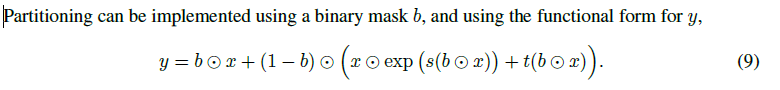 Partitioning can be implemented using a binary mask b, and using the functional form for y,
y = b ⊙ x + (1 − b) ⊙ (x ⊙ exp (s(b ⊙ x)) + t(b ⊙ x)). (9)